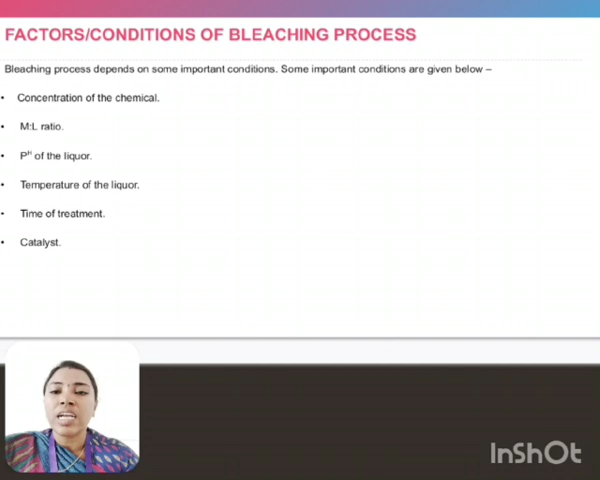 FACTORS/CONDITIONS OF BLEACHING PROCESS
Bleaching process depends on some important conditions. Some important conditions are given below –
• Concentration of the chemical.
• M:L ratio.
• Pᴴ of the liquor.
• Temperature of the liquor.
• Time of treatment.
• Catalyst.
InShOt